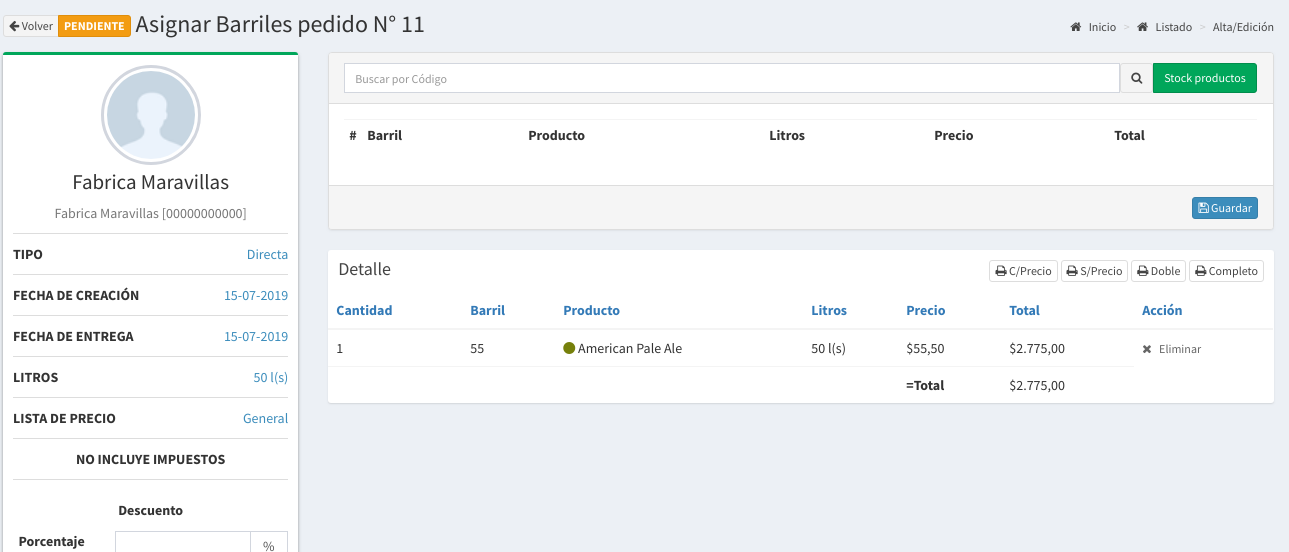 Volver PENDIENTE Asignar Barriles pedido N° 11
Inicio > Listado > Alta/Edición
Fabrica Maravillas
Fabrica Maravillas [00000000000]
TIPO Directa
FECHA DE CREACIÓN 15-07-2019
FECHA DE ENTREGA 15-07-2019
LITROS 50 l(s)
LISTA DE PRECIO General
NO INCLUYE IMPUESTOS
Descuento
Porcentaje %
Buscar por Código Stock productos
# Barril Producto Litros Precio Total
Guardar
Detalle C/Precio S/Precio Doble Completo
Cantidad Barril Producto Litros Precio Total Acción
1 55 American Pale Ale 50 l(s) $55,50 $2.775,00 Eliminar
=Total $2.775,00